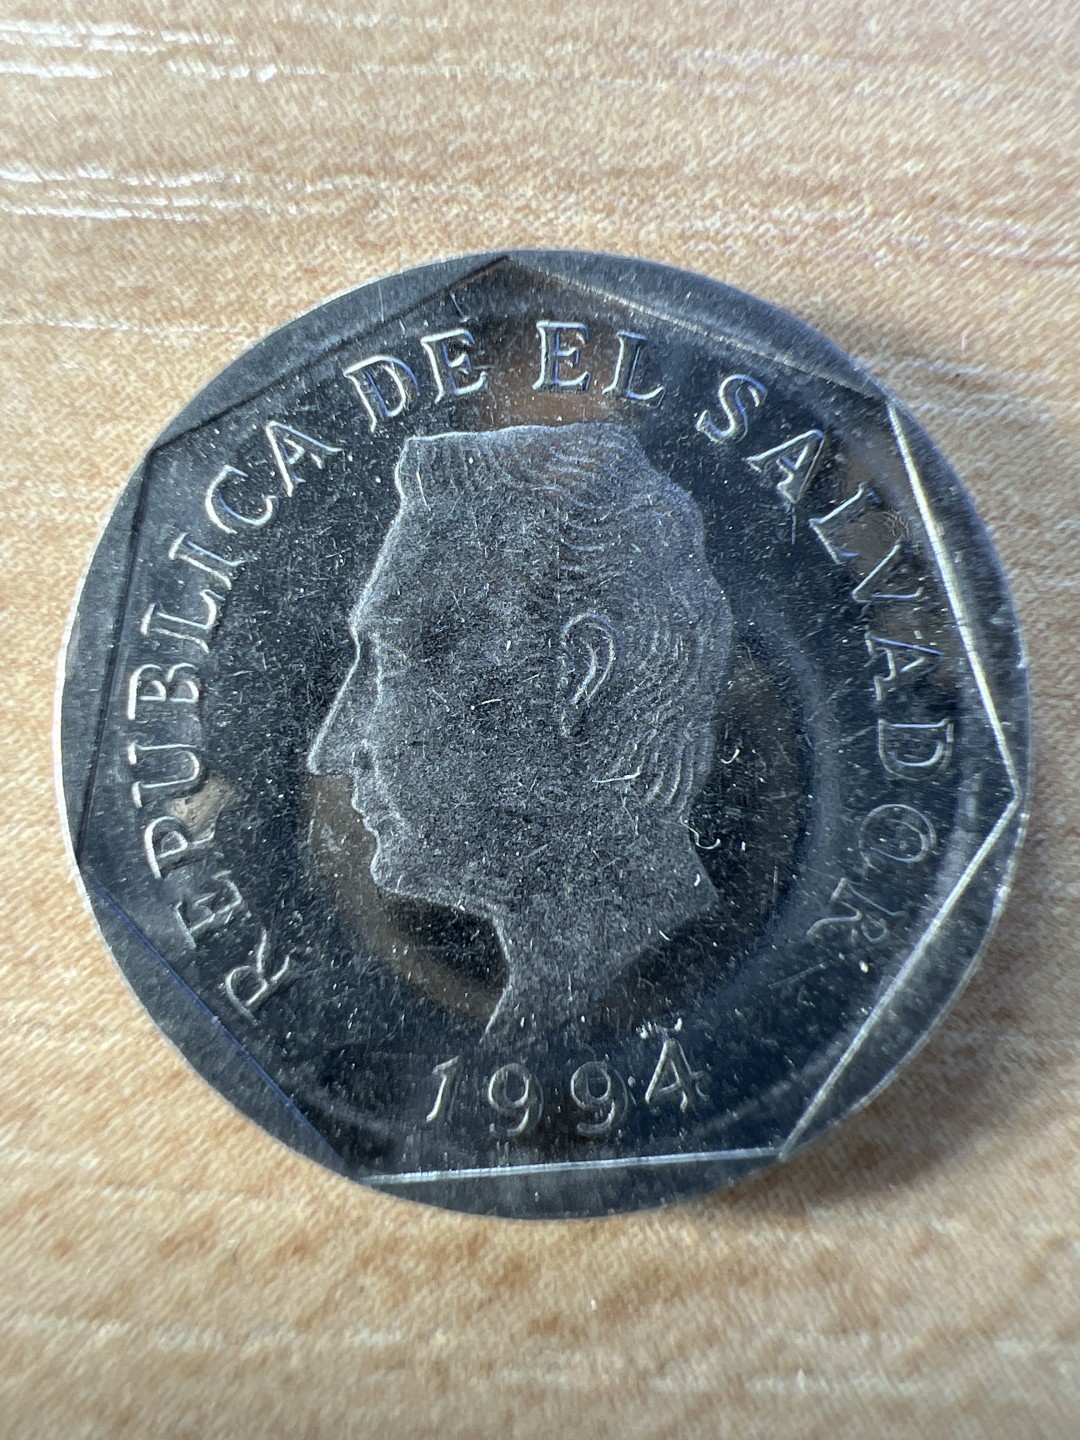 REPUBLICA DE EL SALVADOR
1994